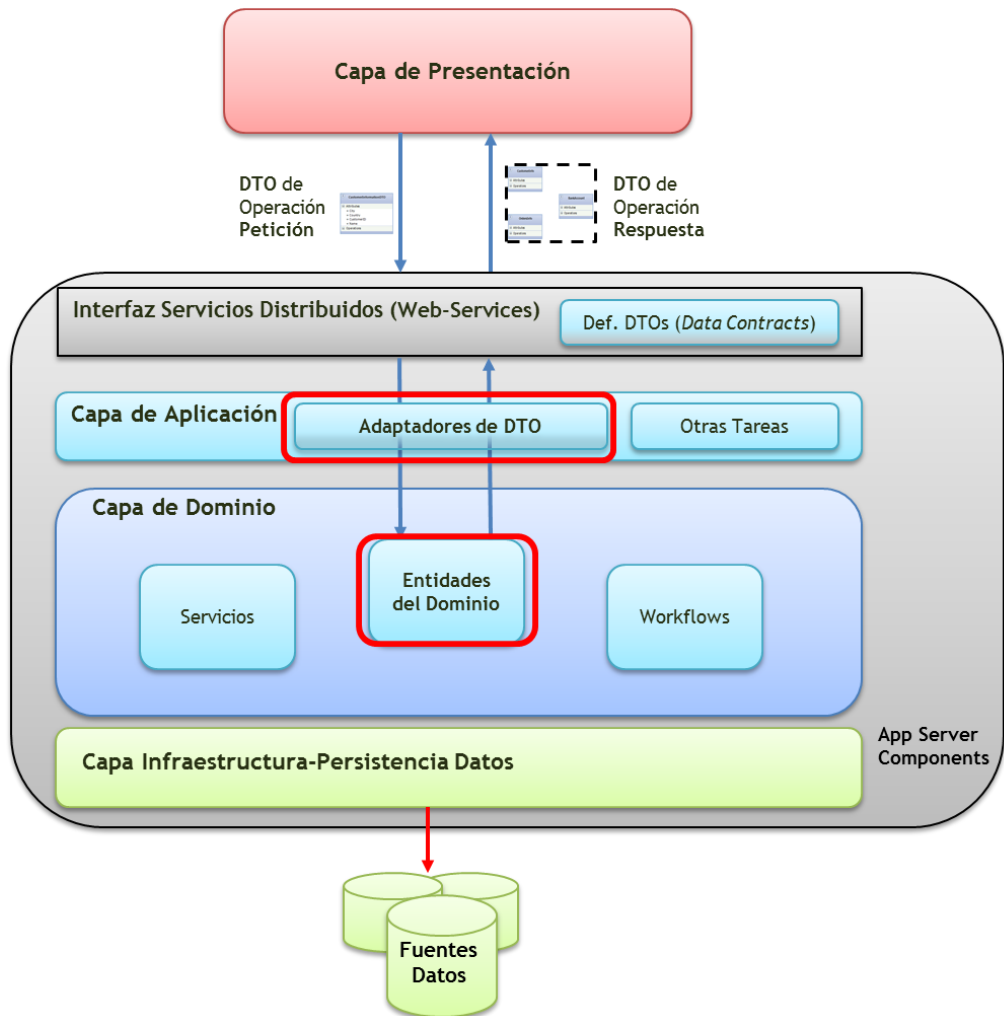 Capa de Presentación
DTO de
Operación
Petición
DTO de
Operación
Respuesta
Interfaz Servicios Distribuidos (Web-Services)
Def. DTOs (Data Contracts)
Capa de Aplicación
Adaptadores de DTO
Otras Tareas
Capa de Dominio
Servicios
Entidades
del Dominio
Workflows
Capa Infraestructura-Persistencia Datos
App Server
Components
Fuentes
Datos